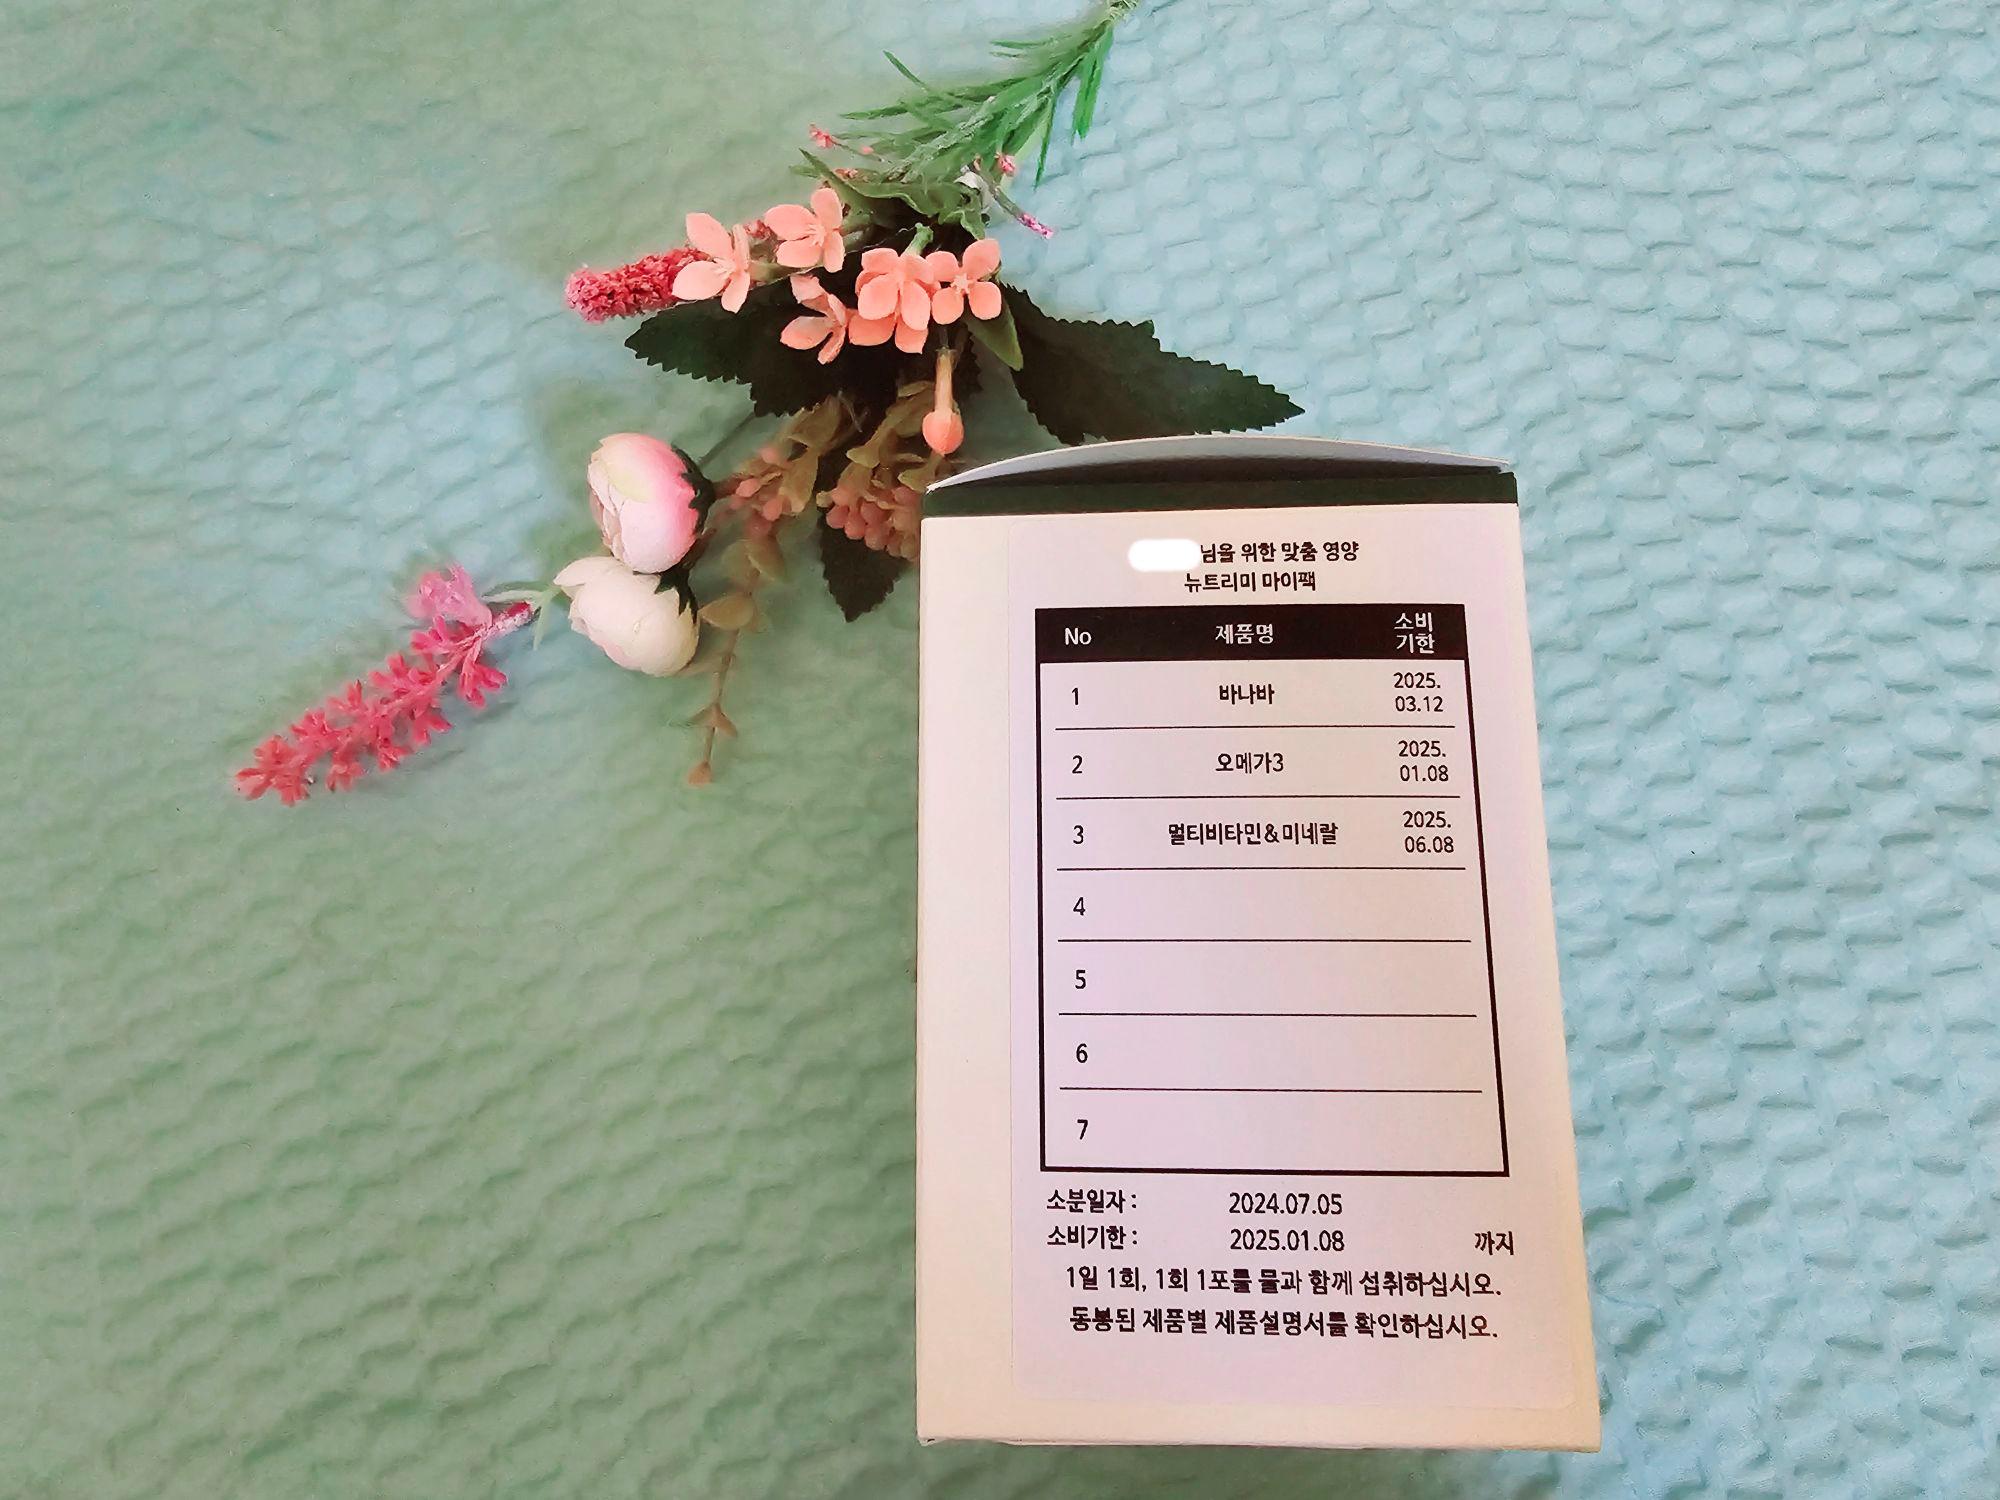 님을 위한 맞춤 영양
뉴트리미 마이팩
No 제품명 소비
기한
1 바나바 2025.
03.12
2 오메가3 2025.
01.08
3 멀티비타민&미네랄 2025.
06.08
4
5
6
7
소분일자 : 2024.07.05
소비기한 : 2025.01.08 까지
1일 1회, 1회 1포를 물과 함께 섭취하십시오.
동봉된 제품별 제품설명서를 확인하십시오.